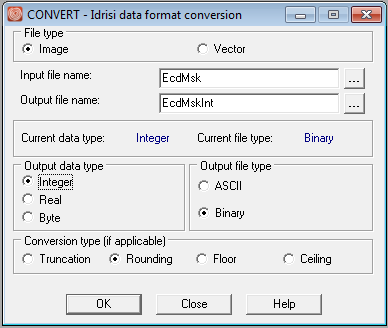 CONVERT - Idrisi data format conversion
File type
Image Vector
Input file name: EcdMsk ...
Output file name: EcdMskInt ...
Current data type: Integer Current file type: Binary
Output data type Output file type
Integer ASCII
Real Binary
Byte
Conversion type (if applicable)
Truncation Rounding Floor Ceiling
OK Close Help